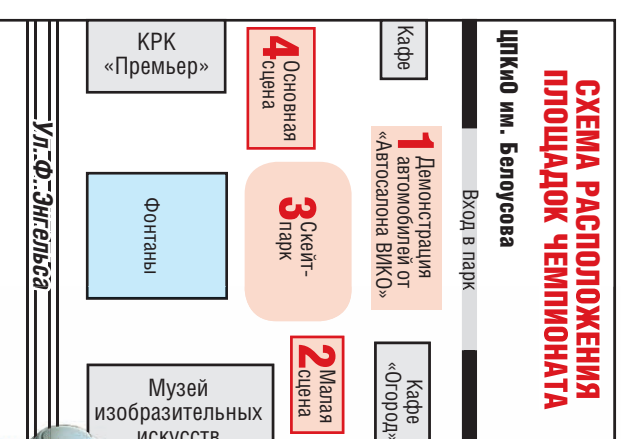 СХЕМА РАСПОЛОЖЕНИЯ
ПЛОЩАДОК ЧЕМПИОНАТА
ЦПКиО им. Белоусова
Вход в парк
Кафе
1 Демонстрация
автомобилей от
«Автосалона ВИКО»
Кафе
«Огород»
4 Основная
сцена
3 Скейт-
парк
2 Малая
сцена
КРК
«Премьер»
Фонтаны
Музей
изобразительных
искусств
Ул. Ф. Энгельса